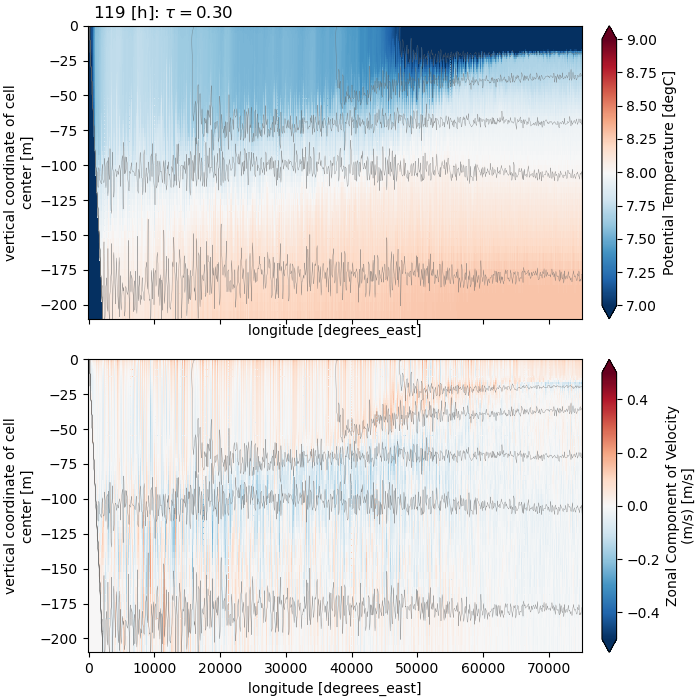 119 [h]: τ = 0.30
0
−25
−50
−75
−100
−125
−150
−175
−200
vertical coordinate of cell
center [m]
longitude [degrees_east]
9.00
8.75
8.50
8.25
8.00
7.75
7.50
7.25
7.00
Potential Temperature [degC]
0
−25
−50
−75
−100
−125
−150
−175
−200
vertical coordinate of cell
center [m]
0 10000 20000 30000 40000 50000 60000 70000
longitude [degrees_east]
0.4
0.2
0.0
−0.2
−0.4
Zonal Component of Velocity
(m/s) [m/s]